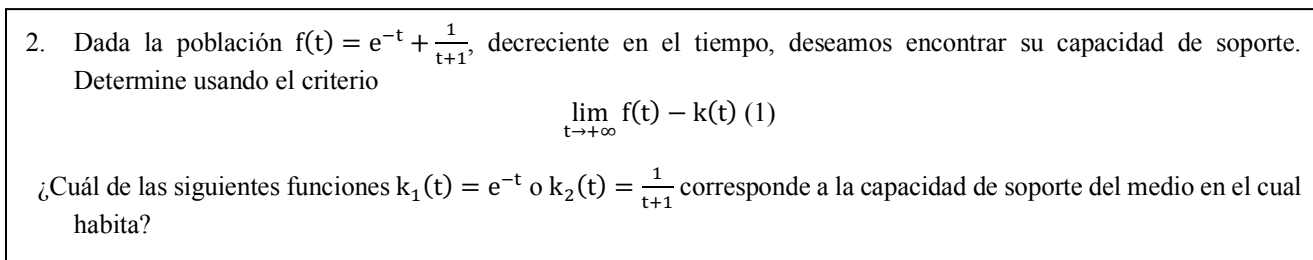 2. Dada la población f(t) = e^{-t} + \frac{1}{t+1}, decreciente en el tiempo, deseamos encontrar su capacidad de soporte.
Determine usando el criterio
\lim_{t→+∞} f(t) − k(t) (1)
¿Cuál de las siguientes funciones k_1(t) = e^{-t} o k_2(t) = \frac{1}{t+1} corresponde a la capacidad de soporte del medio en el cual
habita?